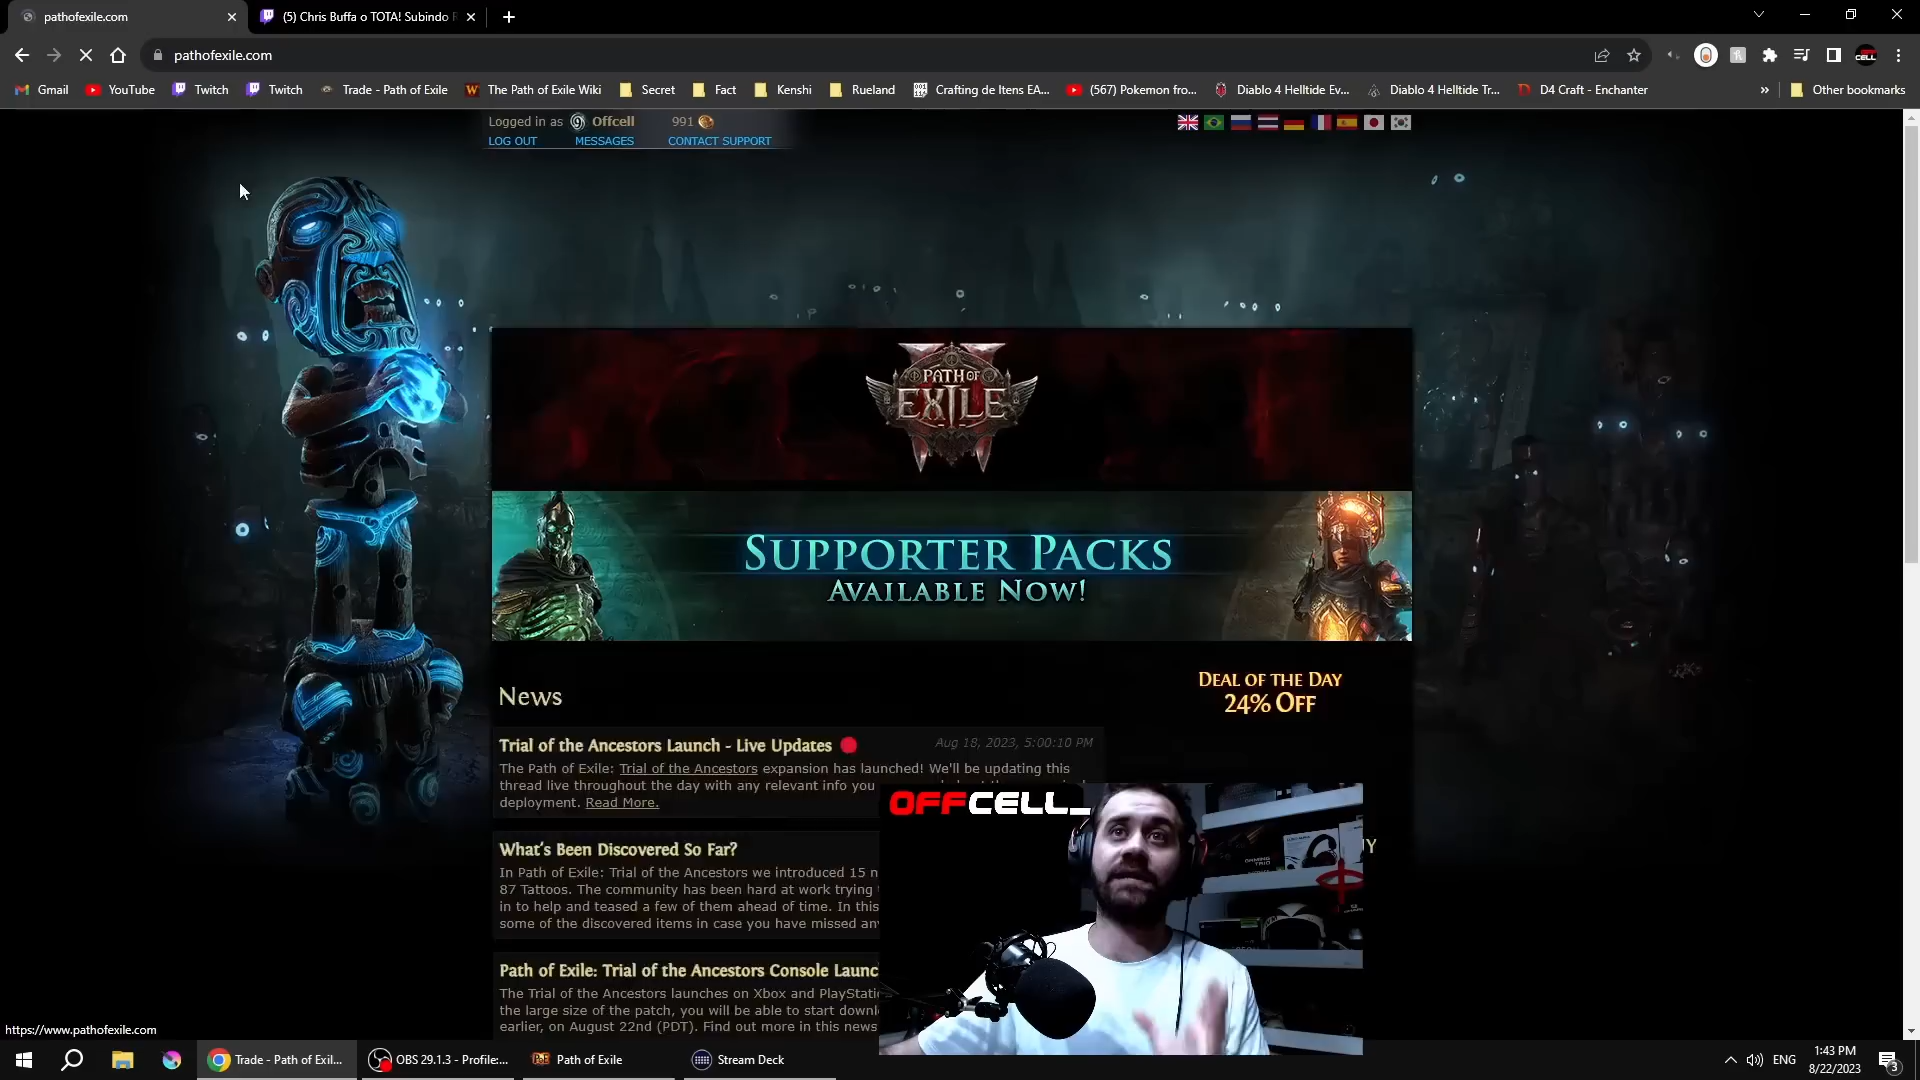 pathofexile.com
(5) Chris Buffa o TOTA! Subindo
pathofexile.com
Gmail
YouTube
Twitch
Twitch
Trade - Path of Exile
The Path of Exile Wiki
Secret
Fact
Kenshi
Rueland
Crafting de Itens EA...
(567) Pokemon fro...
Diablo 4 Helltide Ev...
Diablo 4 Helltide Tr...
D4 Craft - Enchanter
»
Other bookmarks
Logged in as Offcell 991
LOG OUT MESSAGES CONTACT SUPPORT
PATH OF
EXILE
SUPPORTER PACKS
AVAILABLE NOW!
News
DEAL OF THE DAY
24% OFF
Trial of the Ancestors Launch - Live Updates
Aug 18, 2023, 5:00:10 PM
The Path of Exile: Trial of the Ancestors expansion has launched! We'll be updating this
thread live throughout the day with any relevant info you
deployment. Read More.
OFFCELL_
What's Been Discovered So Far?
In Path of Exile: Trial of the Ancestors we introduced 15 n
87 Tattoos. The community has been hard at work trying
in to help and teased a few of them ahead of time. In this
some of the discovered items in case you have missed an
Path of Exile: Trial of the Ancestors Console Launc
The Trial of the Ancestors launches on Xbox and PlayStati
the large size of the patch, you will be able to start downl
earlier, on August 22nd (PDT). Find out more in this news
https://www.pathofexile.com
Trade - Path of Exil...
OBS 29.1.3 - Profile:...
Path of Exile
Stream Deck
ENG
1:43 PM
8/22/2023
3